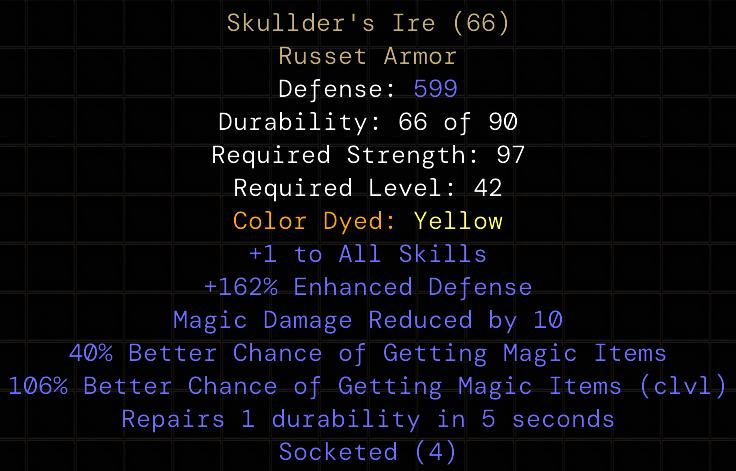 Skullder's Ire (66)
Russet Armor
Defense: 599
Durability: 66 of 90
Required Strength: 97
Required Level: 42
Color Dyed: Yellow
+1 to All Skills
+162% Enhanced Defense
Magic Damage Reduced by 10
40% Better Chance of Getting Magic Items
106% Better Chance of Getting Magic Items (clvl)
Repairs 1 durability in 5 seconds
Socketed (4)